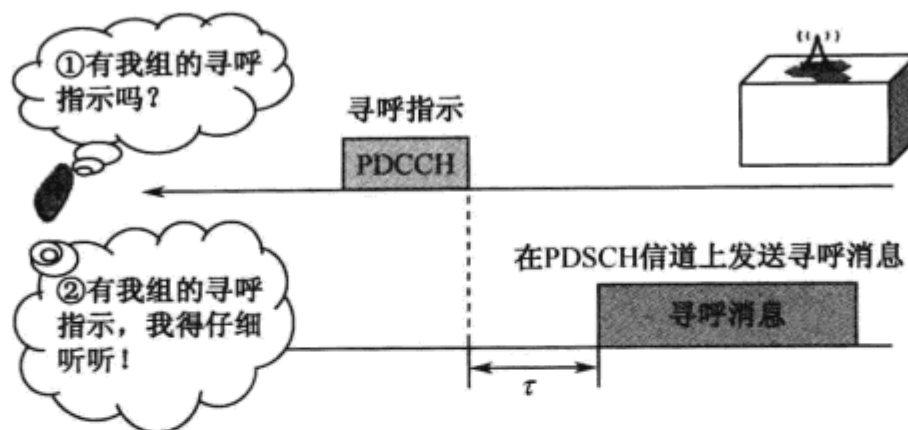 ①有我组的寻呼
指示吗？
寻呼指示
PDCCH
在PDSCH信道上发送寻呼消息
②有我组的寻呼
指示，我得仔细
听听！
寻呼消息
τ